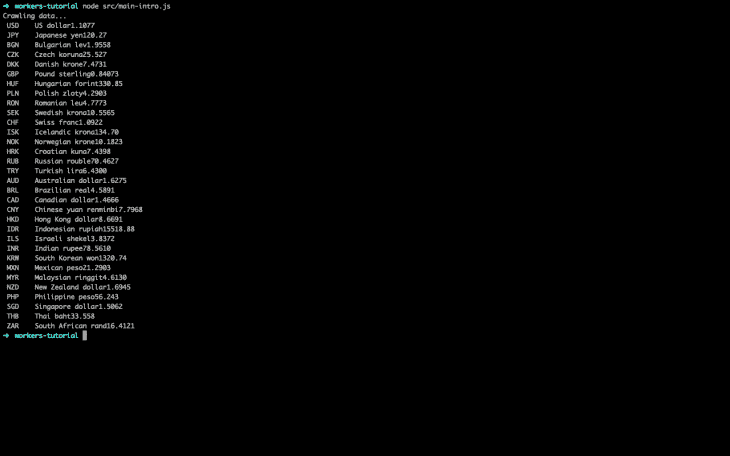 ➜ workers-tutorial node src/main-intro.js
Crawling data...
USD US dollar1.1077
JPY Japanese yen120.27
BGN Bulgarian lev1.9558
CZK Czech koruna25.527
DKK Danish krone7.4731
GBP Pound sterling0.84073
HUF Hungarian forint330.85
PLN Polish zloty4.2903
RON Romanian leu4.7773
SEK Swedish krona10.5565
CHF Swiss franc1.0922
ISK Icelandic krona134.70
NOK Norwegian krone10.1823
HRK Croatian kuna7.4398
RUB Russian rouble70.4627
TRY Turkish lira6.4300
AUD Australian dollar1.6275
BRL Brazilian real4.5891
CAD Canadian dollar1.4666
CNY Chinese yuan renminbi7.7968
HKD Hong Kong dollar8.6691
IDR Indonesian rupiah15518.88
ILS Israeli shekel3.8372
INR Indian rupee78.5610
KRW South Korean won1320.74
MXN Mexican peso21.2903
MYR Malaysian ringgit4.6130
NZD New Zealand dollar1.6945
PHP Philippine peso56.243
SGD Singapore dollar1.5062
THB Thai baht33.558
ZAR South African rand16.4121
➜ workers-tutorial